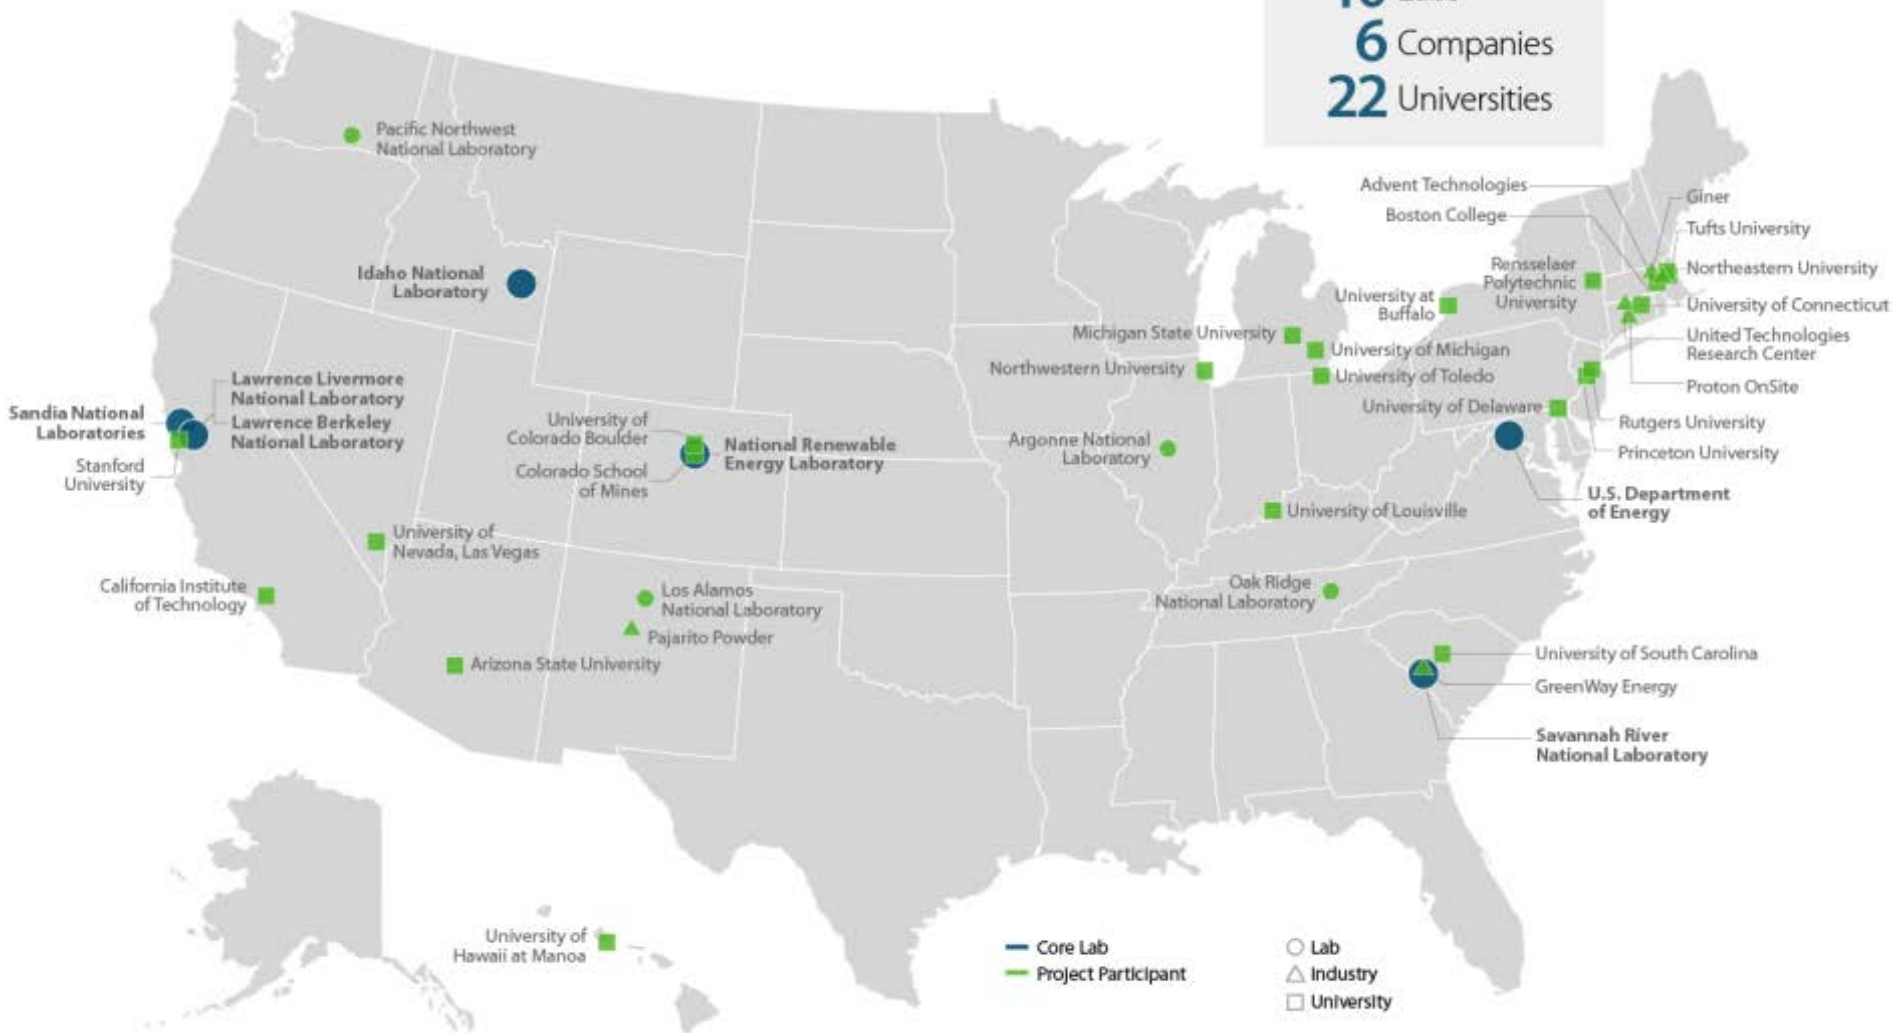 6 Companies
22 Universities
Pacific Northwest
National Laboratory
Advent Technologies
Giner
Boston College
Tufts University
Idaho National
Laboratory
Rensselaer
Polytechnic
University
Northeastern University
University at
Buffalo
University of Connecticut
Michigan State University
United Technologies
Research Center
University of Michigan
Northwestern University
University of Toledo
Proton OnSite
Lawrence Livermore
National Laboratory
Sandia National
Laboratories
Lawrence Berkeley
National Laboratory
University of Delaware
Rutgers University
University of
Colorado Boulder
National Renewable
Energy Laboratory
Argonne National
Laboratory
Princeton University
Stanford
University
Colorado School
of Mines
U.S. Department
of Energy
University of Louisville
University of
Nevada, Las Vegas
California Institute
of Technology
Los Alamos
National Laboratory
Oak Ridge
National Laboratory
Pajarito Powder
Arizona State University
University of South Carolina
GreenWay Energy
Savannah River
National Laboratory
University of
Hawaii at Manoa
Core Lab
Project Participant
Lab
Industry
University